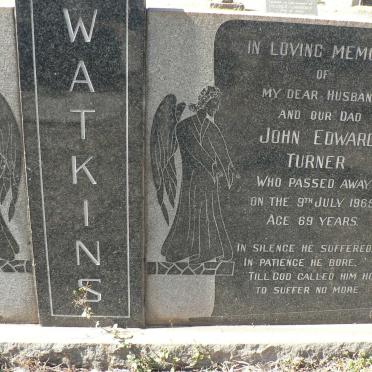 WATKINS
IN LOVING MEMO
OF
MY DEAR HUSBAN
AND OUR DAD
JOHN EDWARD
TURNER
WHO PASSED AWAY
ON THE 9TH JULY 1969
AGE 69 YEARS
IN SILENCE HE SUFFERED
IN PATIENCE HE BORE.
TILL GOD CALLED HIM HO
TO SUFFER NO MORE.